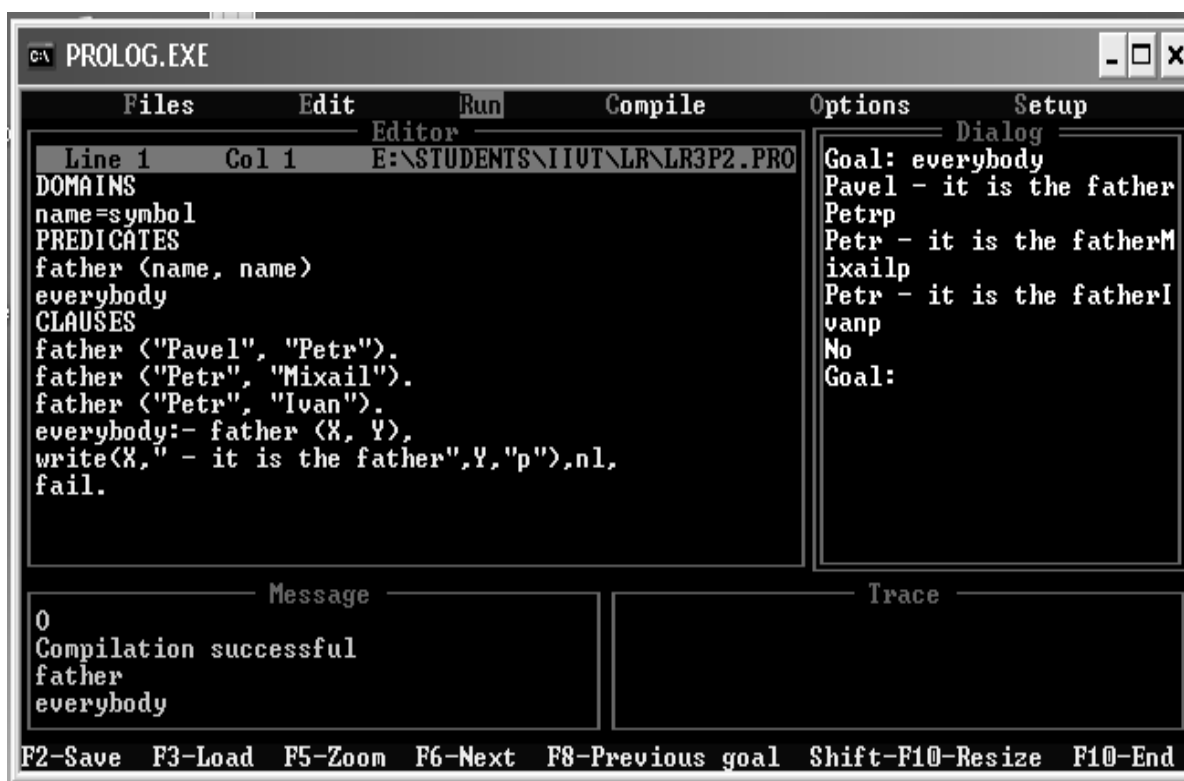 PROLOG.EXE
Files Edit Run Compile Options Setup
Editor
Line 1 Col 1 E:\STUDENTS\IIVT\LR\LR3P2.PRO
DOMAINS
name=symbol
PREDICATES
father (name, name)
everybody
CLAUSES
father ("Pavel", "Petr").
father ("Petr", "Mixail").
father ("Petr", "Ivan").
everybody:- father (X, Y),
write(X," - it is the father",Y,"p"),nl,
fail.
Dialog
Goal: everybody
Pavel - it is the father
Petrp
Petr - it is the fatherM
ixailp
Petr - it is the fatherI
vanp
No
Goal:
Message
0
Compilation successful
father
everybody
Trace
F2-Save F3-Load F5-Zoom F6-Next F8-Previous goal Shift-F10-Resize F10-End